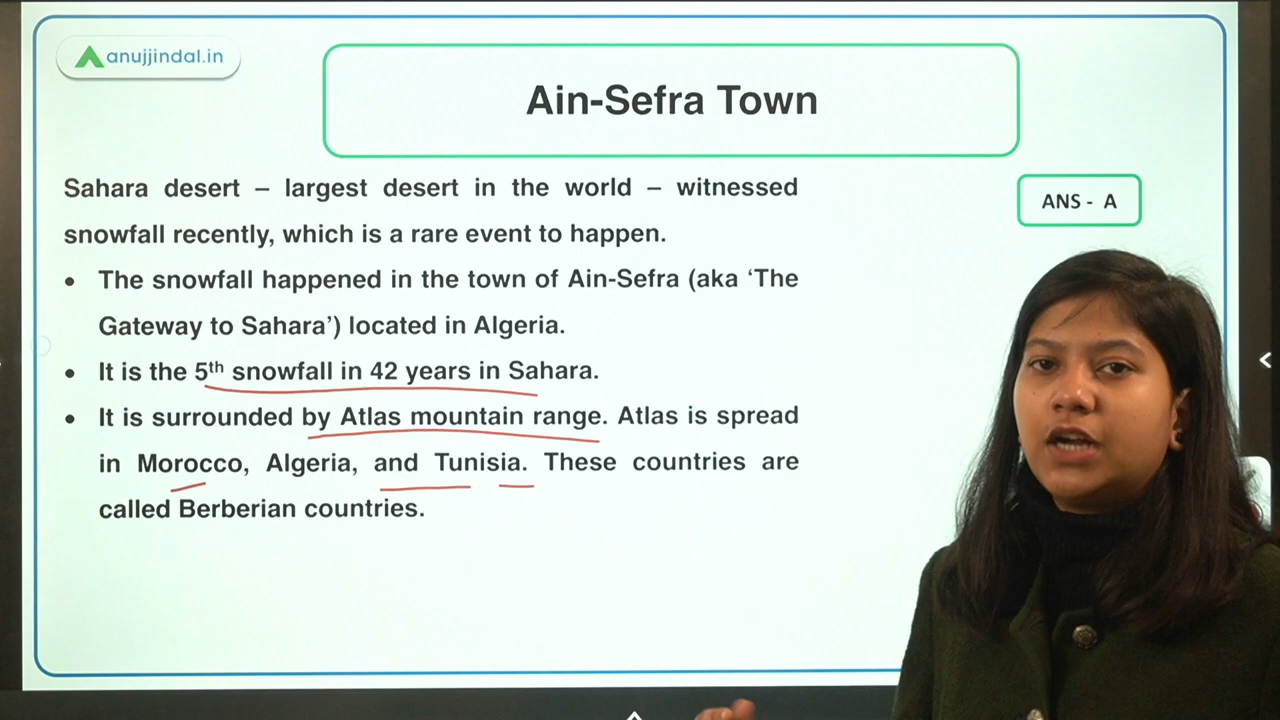 anujjindal.in
Ain-Sefra Town
Sahara desert – largest desert in the world – witnessed
snowfall recently, which is a rare event to happen.
ANS - A
• The snowfall happened in the town of Ain-Sefra (aka ‘The
Gateway to Sahara’) located in Algeria.
• It is the 5th snowfall in 42 years in Sahara.
• It is surrounded by Atlas mountain range. Atlas is spread
in Morocco, Algeria, and Tunisia. These countries are
called Berberian countries.